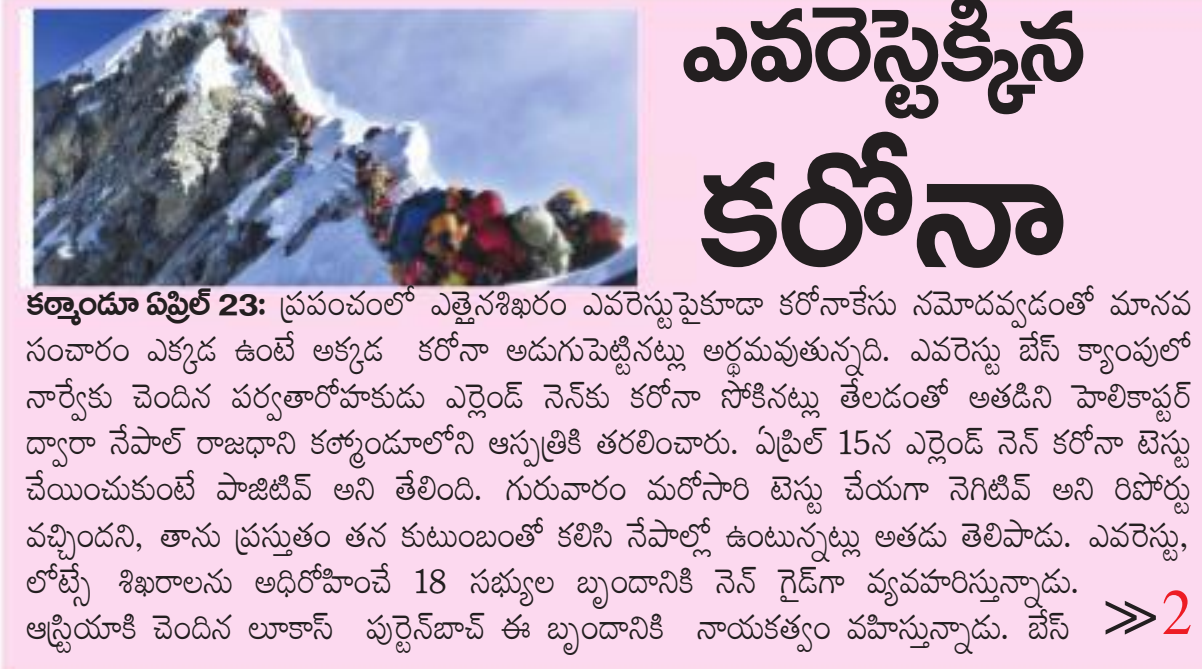 ఎవరెస్టెక్కిన
కరోనా
కఠ్మాండూ ఏప్రిల్ 23: ప్రపంచంలో ఎత్తైనశిఖరం ఎవరెస్టుపైకూడా కరోనాకేసు నమోదవ్వడంతో మానవ
సంచారం ఎక్కడ ఉంటే అక్కడ కరోనా అడుగుపెట్టినట్లు అర్థమవుతున్నది. ఎవరెస్టు బేస్ క్యాంపులో
నార్వేకు చెందిన పర్వతారోహకుడు ఎర్లెండ్ నెన్‌కు కరోనా సోకినట్లు తేలడంతో అతడిని హెలికాప్టర్
ద్వారా నేపాల్ రాజధాని కఠ్మాండూలోని ఆస్పత్రికి తరలించారు. ఏప్రిల్ 15న ఎర్లెండ్ నెన్ కరోనా టెస్టు
చేయించుకుంటే పాజిటివ్ అని తేలింది. గురువారం మరోసారి టెస్టు చేయగా నెగిటివ్ అని రిపోర్టు
వచ్చిందని, తాను ప్రస్తుతం తన కుటుంబంతో కలిసి నేపాల్లో ఉంటున్నట్లు అతడు తెలిపాడు. ఎవరెస్టు,
లోట్సే శిఖరాలను అధిరోహించే 18 సభ్యుల బృందానికి నెన్ గైడ్‌గా వ్యవహరిస్తున్నాడు.
ఆస్ట్రియాకి చెందిన లూకాస్ పుర్టెన్‌బాచ్ ఈ బృందానికి నాయకత్వం వహిస్తున్నాడు. బేస్ >>2